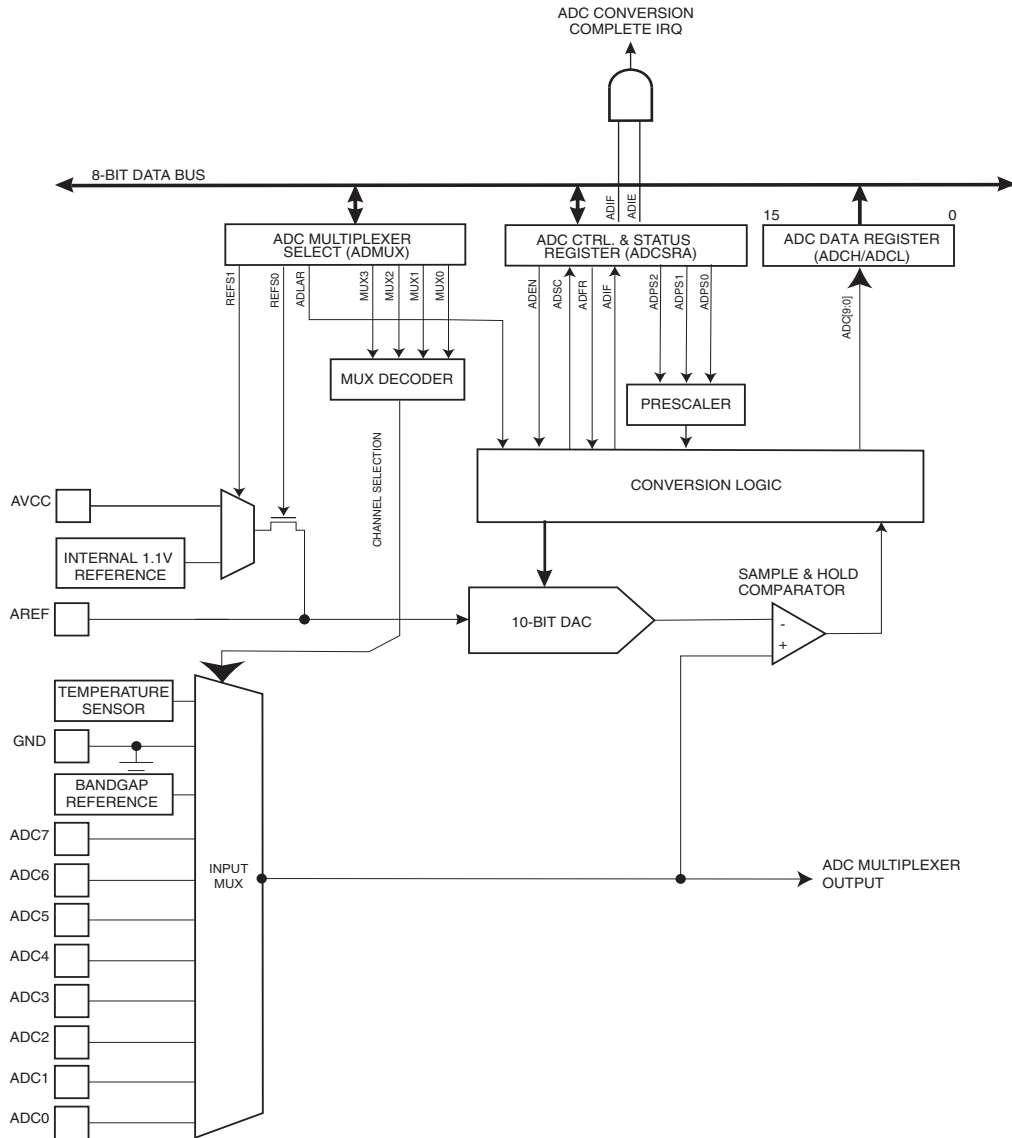 ADC CONVERSION
COMPLETE IRQ
8-BIT DATA BUS
ADIF
ADIE
15
0
ADC MULTIPLEXER
SELECT (ADMUX)
ADC CTRL. & STATUS
REGISTER (ADCSRA)
ADC DATA REGISTER
(ADCH/ADCL)
REFS1
REFS0
ADLAR
MUX3
MUX2
MUX1
MUX0
ADEN
ADSC
ADFR
ADIF
ADPS2
ADPS1
ADPS0
ADC[9:0]
MUX DECODER
PRESCALER
CHANNEL SELECTION
CONVERSION LOGIC
AVCC
INTERNAL 1.1V
REFERENCE
SAMPLE & HOLD
COMPARATOR
AREF
10-BIT DAC
-
+
TEMPERATURE
SENSOR
GND
BANDGAP
REFERENCE
ADC7
ADC6
ADC5
ADC4
ADC3
ADC2
ADC1
ADC0
INPUT
MUX
ADC MULTIPLEXER
OUTPUT